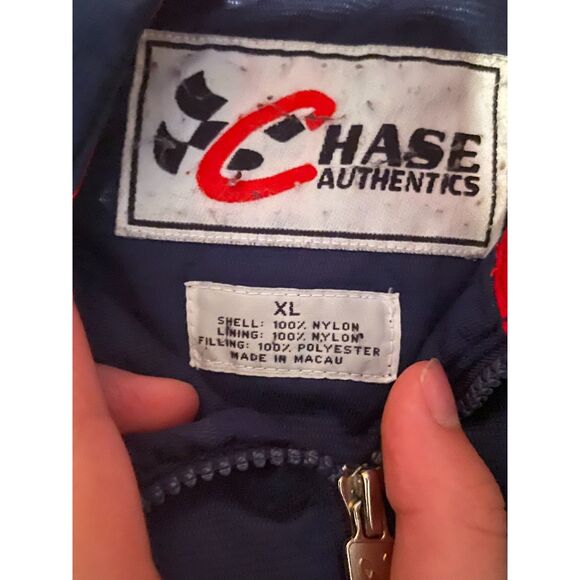 CHASE
AUTHENTICS
XL
SHELL: 100% NYLON
LINING: 100% NYLON
FILLING: 100% POLYESTER
MADE IN MACAU